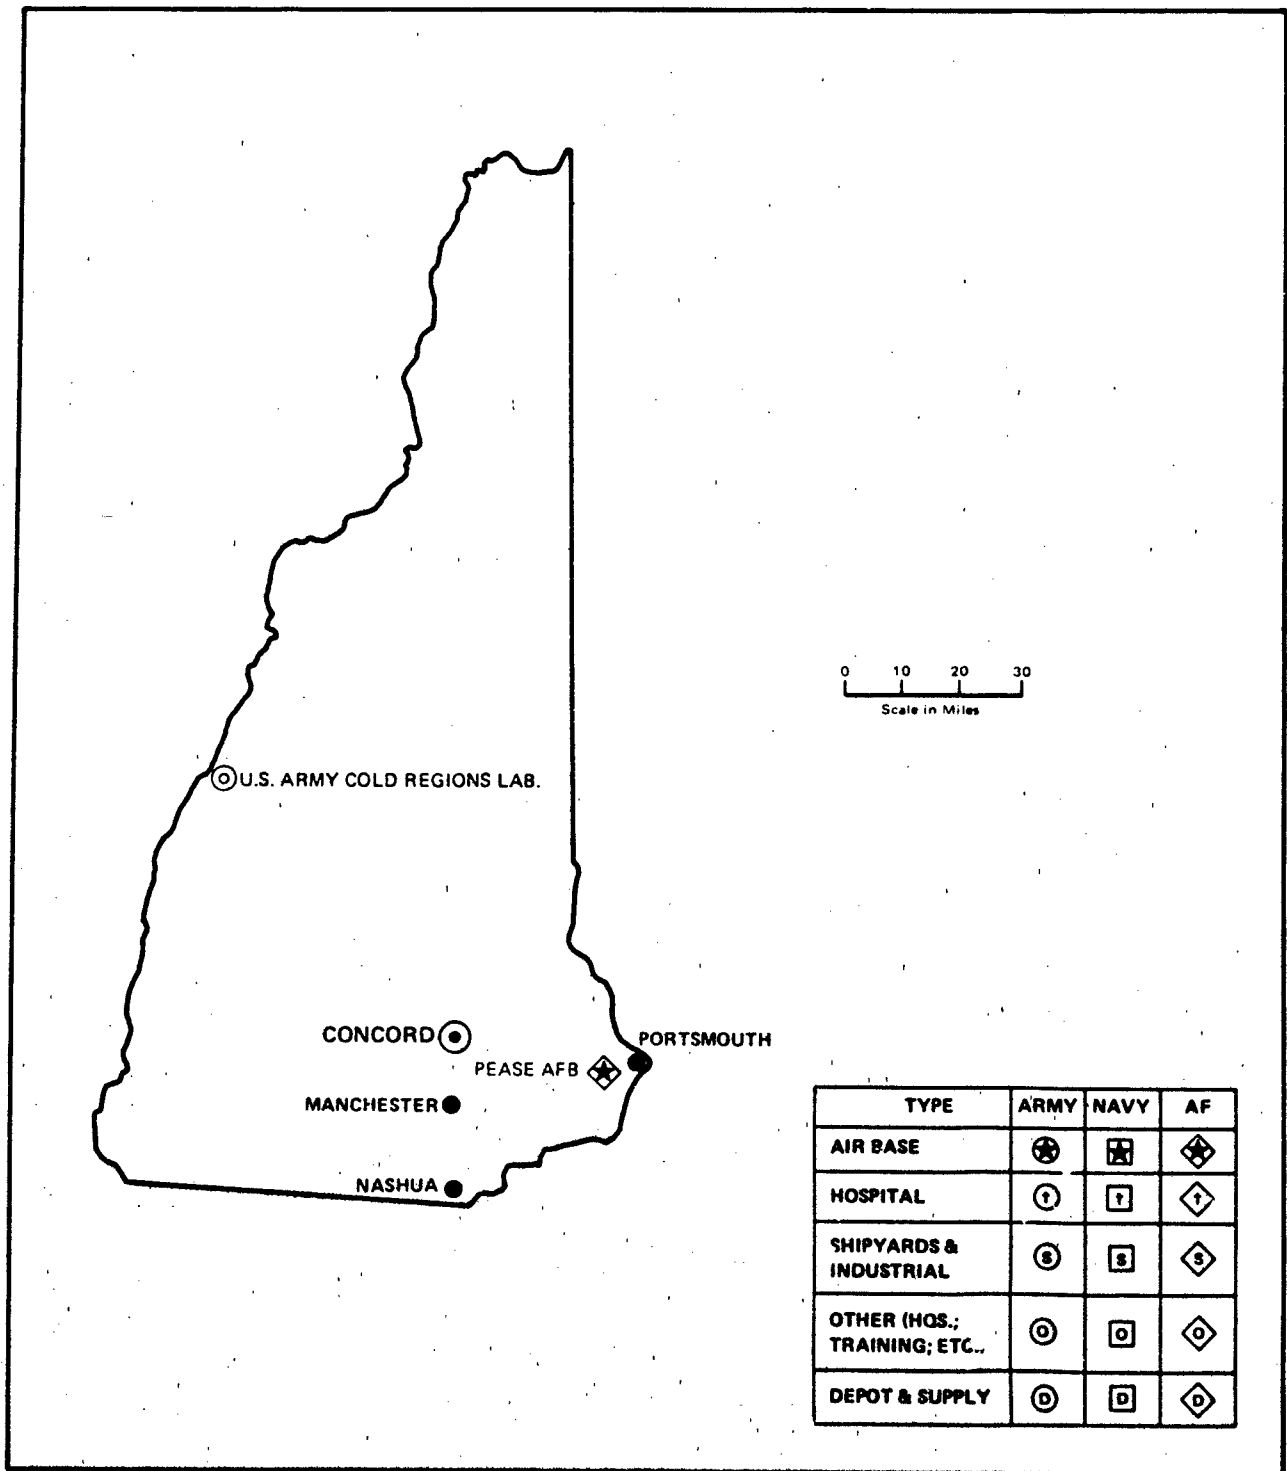 0 10 20 30
Scale in Miles
U.S. ARMY COLD REGIONS LAB.
CONCORD
PORTSMOUTH
PEASE AFB
MANCHESTER
NASHUA
TYPE ARMY NAVY AF
AIR BASE
HOSPITAL † † †
SHIPYARDS &
INDUSTRIAL S S S
OTHER (HQS.;
TRAINING; ETC.. O O O
DEPOT & SUPPLY D D D